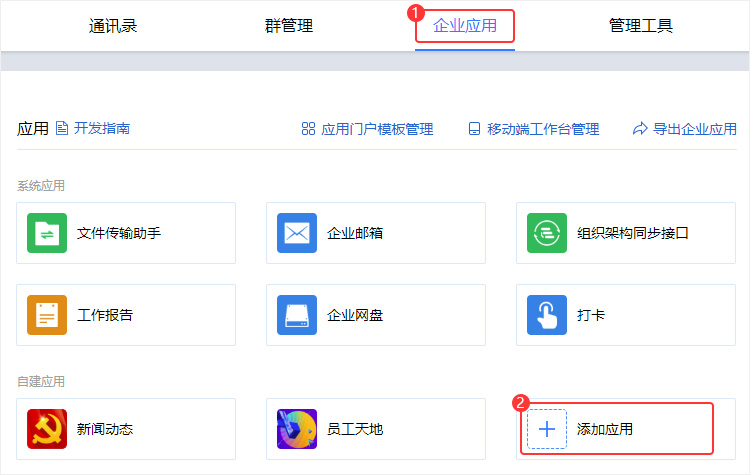 通讯录 群管理 1 企业应用 管理工具
应用 开发指南 应用门户模板管理 移动端工作台管理 导出企业应用
系统应用
文件传输助手 企业邮箱 组织架构同步接口
工作报告 企业网盘 打卡
自建应用
新闻动态 员工天地 2 添加应用